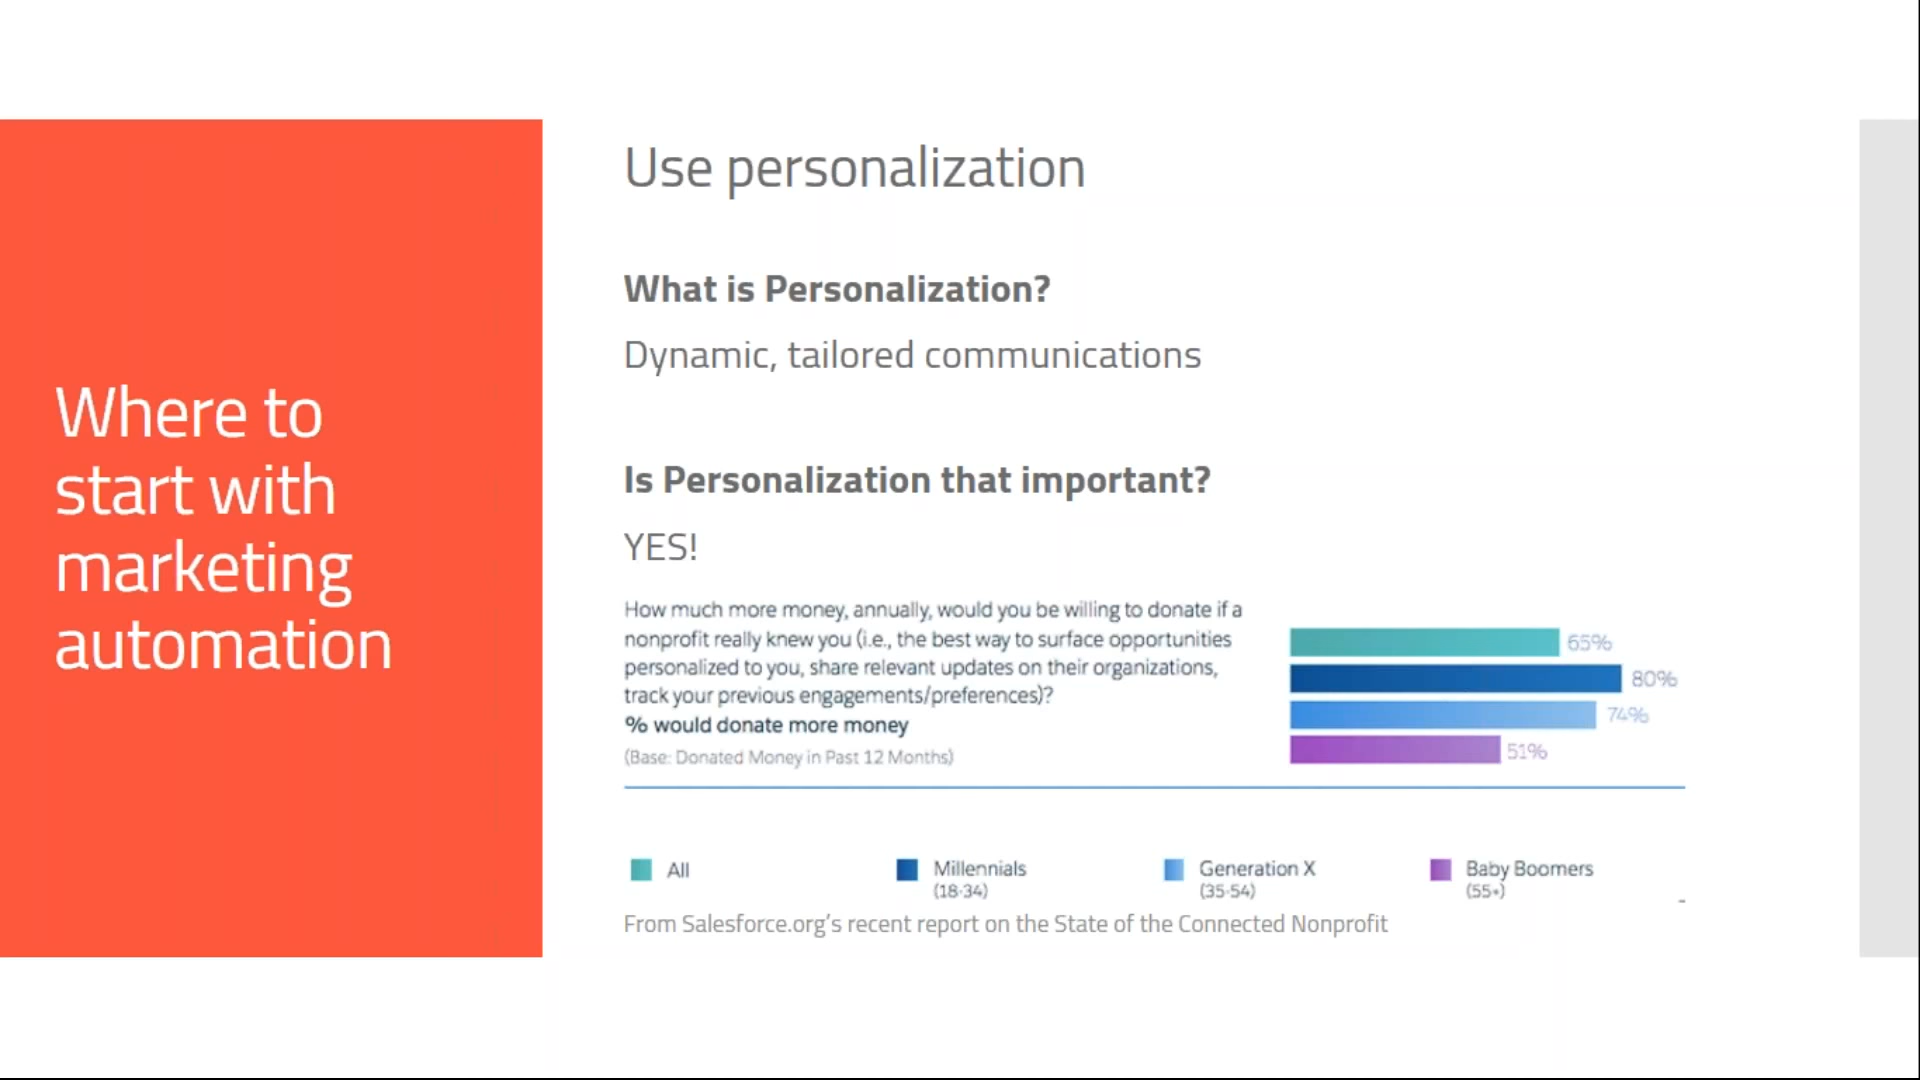 Where to
start with
marketing
automation
Use personalization
What is Personalization?
Dynamic, tailored communications
Is Personalization that important?
YES!
How much more money, annually, would you be willing to donate if a
nonprofit really knew you (i.e., the best way to surface opportunities
personalized to you, share relevant updates on their organizations,
track your previous engagements/preferences)?
% would donate more money
(Base: Donated Money in Past 12 Months)
65%
80%
74%
51%
All
Millennials
(18-34)
Generation X
(35-54)
Baby Boomers
(55+)
From Salesforce.org's recent report on the State of the Connected Nonprofit